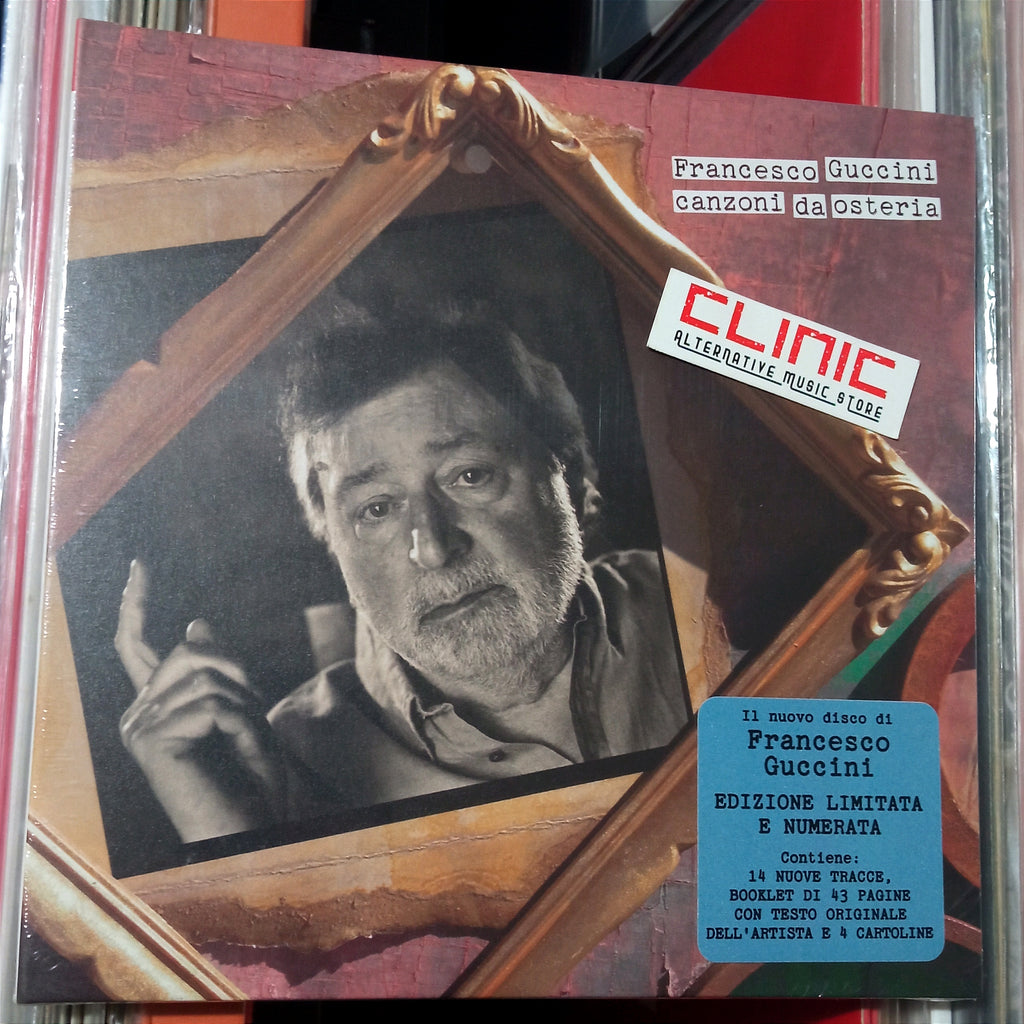 Francesco Guccini
canzoni da osteria
CLINIC
ALTERNATIVE MUSIC STORE
Il nuovo disco di
Francesco
Guccini
EDIZIONE LIMITATA
E NUMERATA
Contiene:
14 NUOVE TRACCE,
BOOKLET DI 43 PAGINE
CON TESTO ORIGINALE
DELL'ARTISTA E 4 CARTOLINE